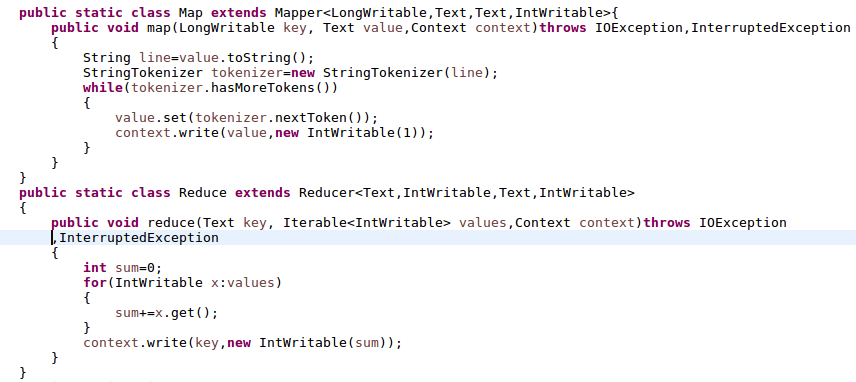 public static class Map extends Mapper<LongWritable,Text,Text,IntWritable>{
public void map(LongWritable key, Text value,Context context)throws IOException,InterruptedException
{
String line=value.toString();
StringTokenizer tokenizer=new StringTokenizer(line);
while(tokenizer.hasMoreTokens())
{
value.set(tokenizer.nextToken());
context.write(value,new IntWritable(1));
}
}
}
public static class Reduce extends Reducer<Text,IntWritable,Text,IntWritable>
{
public void reduce(Text key, Iterable<IntWritable> values,Context context)throws IOException
,InterruptedException
{
int sum=0;
for(IntWritable x:values)
{
sum+=x.get();
}
context.write(key,new IntWritable(sum));
}
}